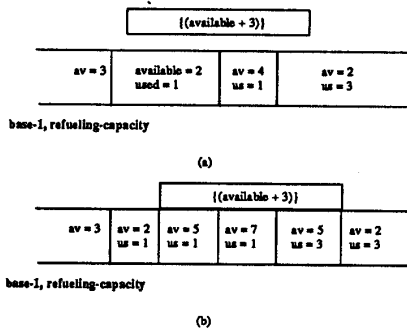 {(available + 3)}
av = 3 available = 2 av = 4 av = 2
used = 1 us = 1 us = 3
base-1, refueling-capacity
(a)
{(available + 3)}
av = 3 av = 2 av = 5 av = 7 av = 5 av = 2
us = 1 us = 1 us = 1 us = 3 us = 3
base-1, refueling-capacity
(b)